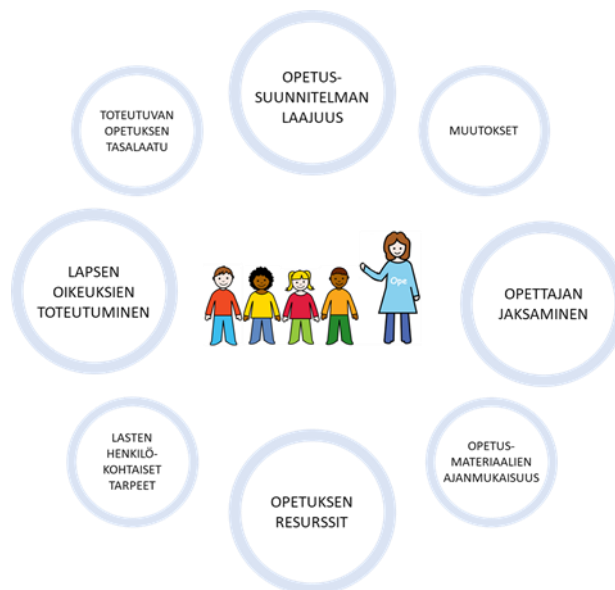 OPETUS-
SUUNNITELMAN
LAAJUUS
TOTEUTUVAN
OPETUKSEN
TASALAATU
MUUTOKSET
LAPSEN
OIKEUKSIEN
TOTEUTUMINEN
Ope
OPETTAJAN
JAKSAMINEN
LASTEN
HENKILÖ-
KOHTAISET
TARPEET
OPETUS-
MATERIAALIEN
AJANMUKAISUUS
OPETUKSEN
RESURSSIT